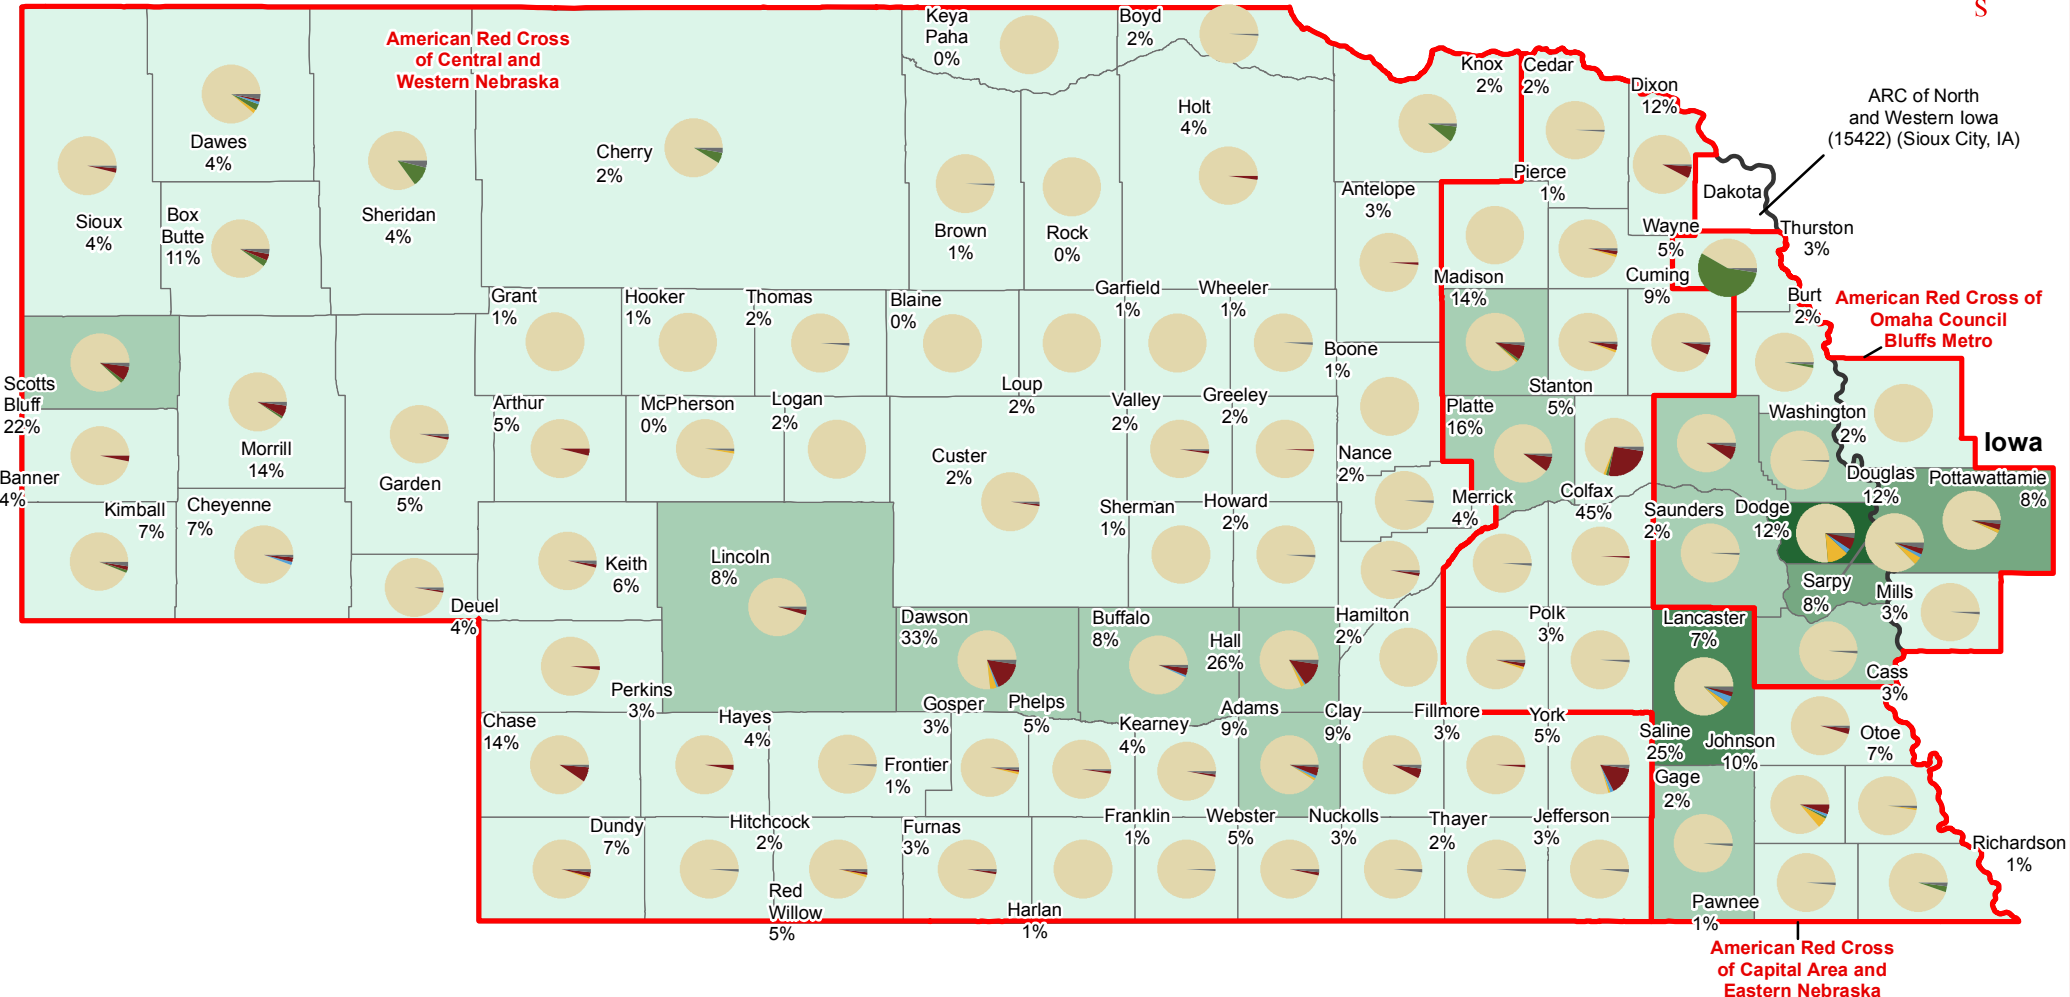 S
American Red Cross
of Central and
Western Nebraska
Keya
Paha
0%
Boyd
2%
Knox
2%
Cedar
2%
Dixon
12%
ARC of North
and Western Iowa
(15422) (Sioux City, IA)
Dawes
4%
Cherry
2%
Holt
4%
Pierce
1%
Dakota
Sioux
4%
Box
Butte
11%
Sheridan
4%
Brown
1%
Rock
0%
Antelope
3%
Wayne
5%
Thurston
3%
Madison
14%
Cuming
9%
Burt
2%
American Red Cross of
Omaha Council
Bluffs Metro
Grant
1%
Hooker
1%
Thomas
2%
Blaine
0%
Garfield
1%
Wheeler
1%
Boone
1%
Scotts
Bluff
22%
Morrill
14%
Garden
5%
Arthur
5%
McPherson
0%
Logan
2%
Loup
2%
Valley
2%
Greeley
2%
Stanton
5%
Platte
16%
Washington
2%
Iowa
Banner
4%
Custer
2%
Nance
2%
Douglas
12%
Pottawattamie
8%
Kimball
7%
Cheyenne
7%
Sherman
1%
Howard
2%
Merrick
4%
Colfax
45%
Saunders
2%
Dodge
12%
Keith
6%
Lincoln
8%
Sarpy
8%
Mills
3%
Deuel
4%
Dawson
33%
Buffalo
8%
Hall
26%
Hamilton
2%
Polk
3%
Lancaster
7%
Cass
3%
Perkins
3%
Chase
14%
Hayes
4%
Frontier
1%
Gosper
3%
Phelps
5%
Kearney
4%
Adams
9%
Clay
9%
Fillmore
3%
York
5%
Saline
25%
Johnson
10%
Otoe
7%
Gage
2%
Dundy
7%
Hitchcock
2%
Red
Willow
5%
Furnas
3%
Harlan
1%
Franklin
1%
Webster
5%
Nuckolls
3%
Thayer
2%
Jefferson
3%
Richardson
1%
Pawnee
1%
American Red Cross
of Capital Area and
Eastern Nebraska